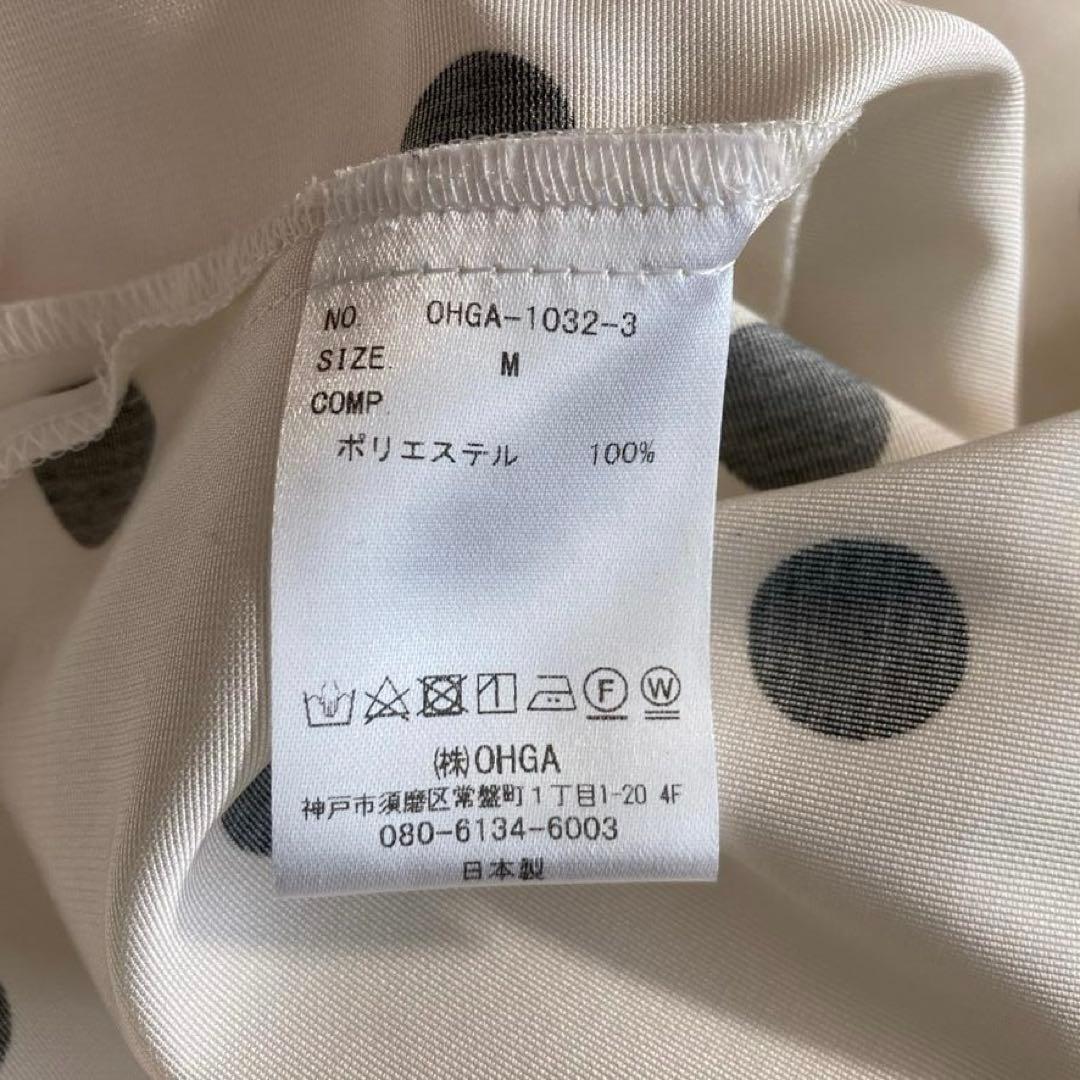 NO. OHGA-1032-3
SIZE. M
COMP.
ポリエステル 100%
F W
(株)OHGA
神戸市須磨区常盤町1丁目1-20 4F
080-6134-6003
日本製